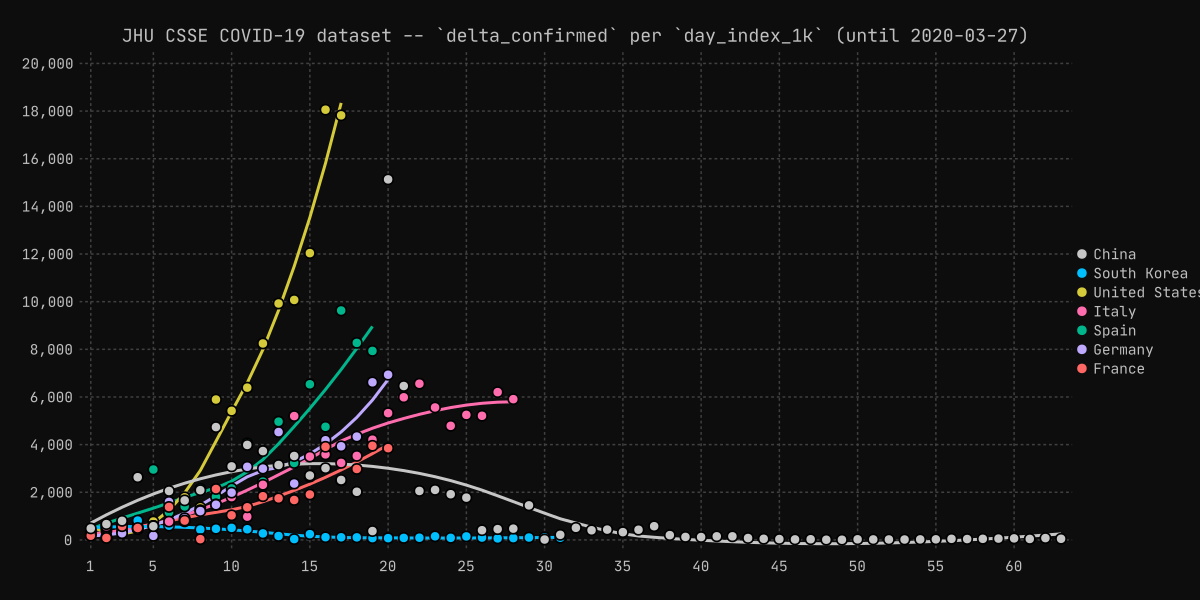 JHU CSSE COVID-19 dataset -- `delta_confirmed` per `day_index_1k` (until 2020-03-27)
20,000
18,000
16,000
14,000
12,000
10,000
8,000
6,000
4,000
2,000
0
1 5 10 15 20 25 30 35 40 45 50 55 60
China
South Korea
United States
Italy
Spain
Germany
France